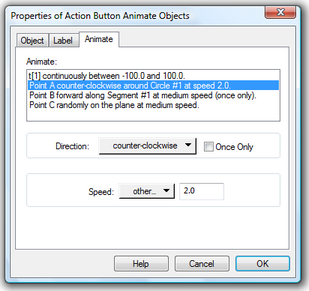 Properties of Action Button Animate Objects
Object Label Animate
Animate:
t[1] continuously between -100.0 and 100.0.
Point A counter-clockwise around Circle #1 at speed 2.0.
Point B forward along Segment #1 at medium speed (once only).
Point C randomly on the plane at medium speed.
Direction: counter-clockwise Once Only
Speed: other... 2.0
Help Cancel OK